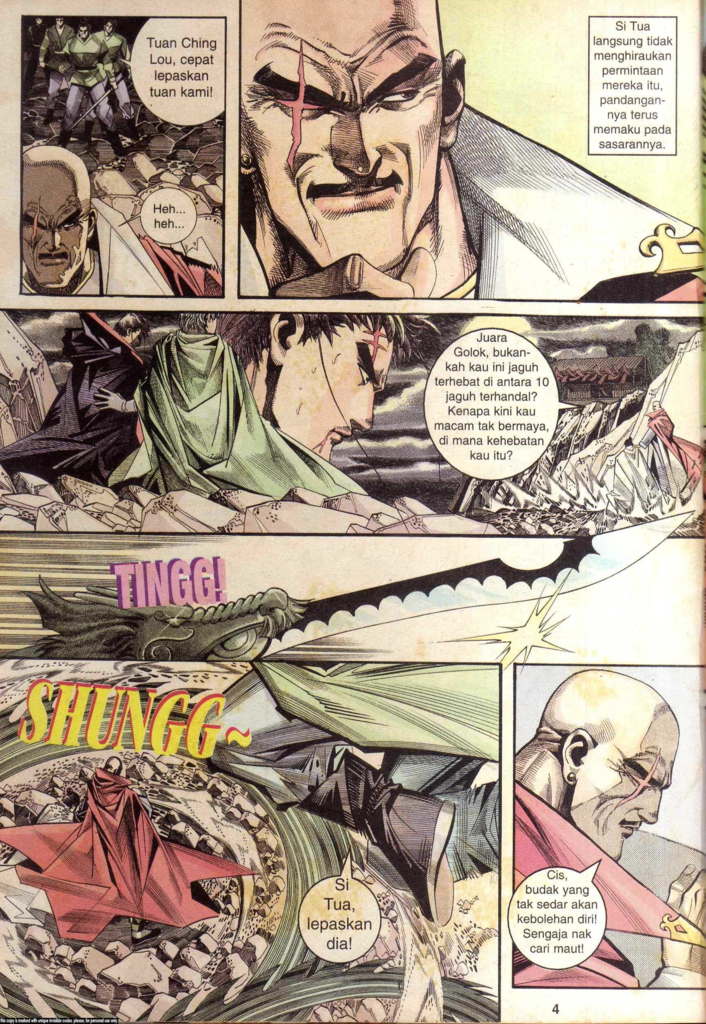 Tuan Ching
Lou, cepat
lepaskan
tuan kami!
Heh...
heh...
Si Tua
langsung tidak
menghiraukan
permintaan
mereka itu,
pandangan-
nya terus
memaku pada
sasarannya.
Juara
Golok, bukan-
kah kau ini jaguh
terhebat di antara 10
jaguh terhandal?
Kenapa kini kau
macam tak bermaya,
di mana kehebatan
kau itu?
TINGG!
SHUNGG~
Si
Tua,
lepaskan
dia!
Cis,
budak yang
tak sedar akan
kebolehan diri!
Sengaja nak
cari maut!
4